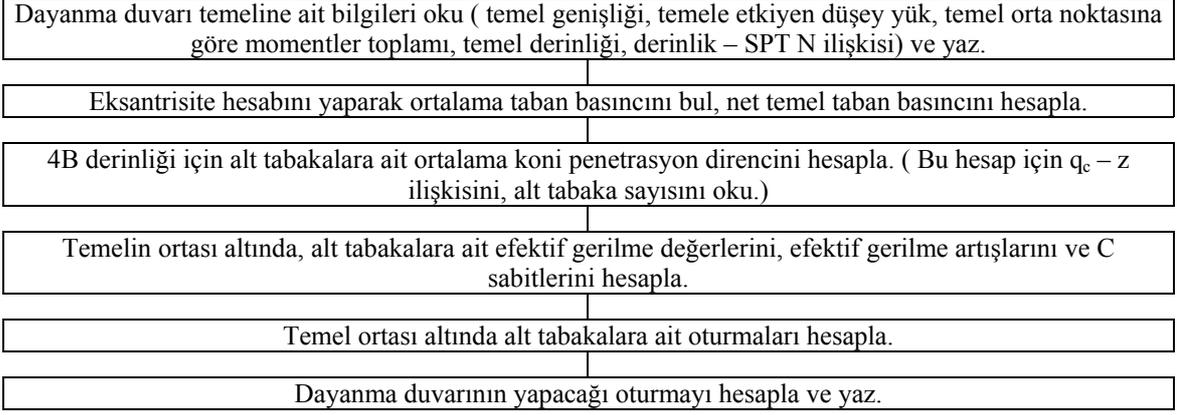 Dayanma duvarı temeline ait bilgileri oku ( temel genişliği, temele etkiyen düşey yük, temel orta noktasına
göre momentler toplamı, temel derinliği, derinlik – SPT N ilişkisi) ve yaz.
Eksantrisite hesabını yaparak ortalama taban basıncını bul, net temel taban basıncını hesapla.
4B derinliği için alt tabakalara ait ortalama koni penetrasyon direncini hesapla. ( Bu hesap için qc – z
ilişkisini, alt tabaka sayısını oku.)
Temelin ortası altında, alt tabakalara ait efektif gerilme değerlerini, efektif gerilme artışlarını ve C
sabitlerini hesapla.
Temel ortası altında alt tabakalara ait oturmaları hesapla.
Dayanma duvarının yapacağı oturmayı hesapla ve yaz.